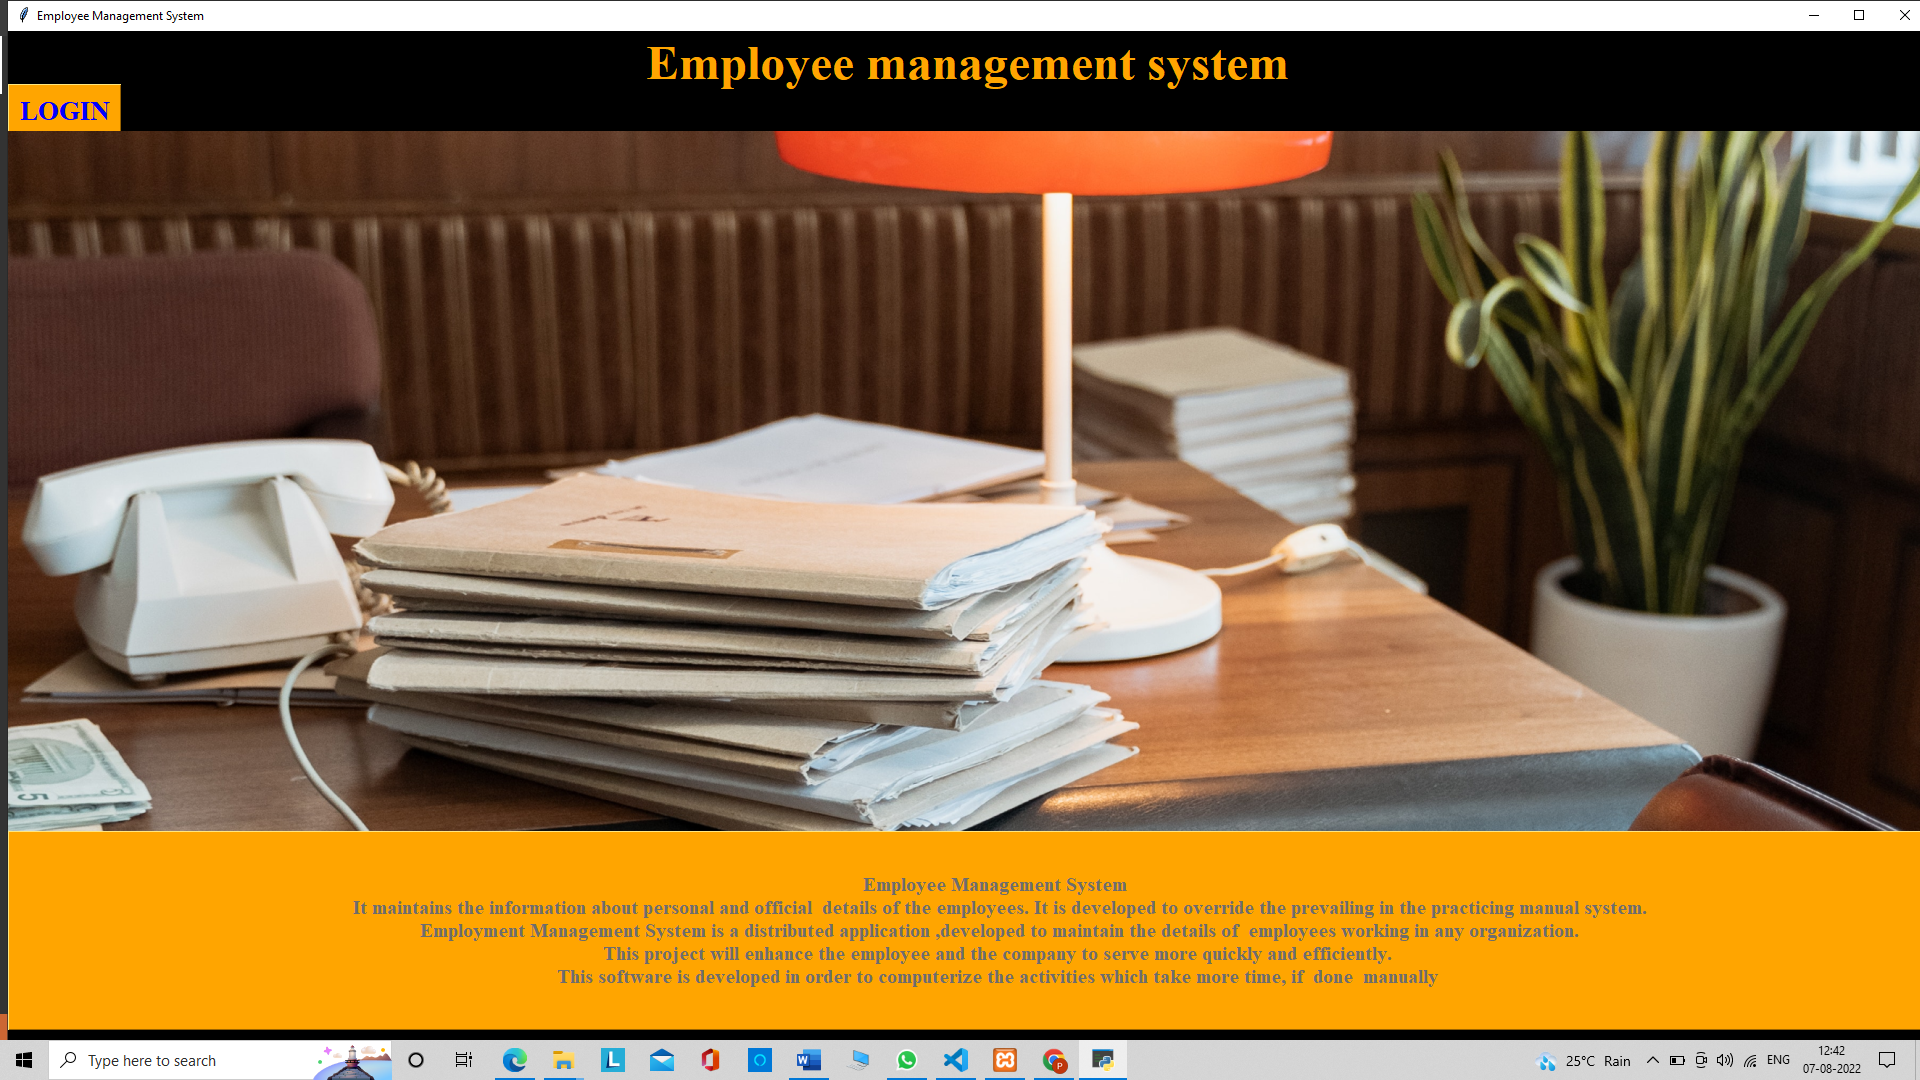 Employee Management System
Employee management system
LOGIN
5
Employee Management System
It maintains the information about personal and official  details of the employees. It is developed to override the prevailing in the practicing manual system.
Employment Management System is a distributed application ,developed to maintain the details of  employees working in any organization.
This project will enhance the employee and the company to serve more quickly and efficiently.
This software is developed in order to computerize the activities which take more time, if  done  manually
Type here to search
25°C Rain
ENG
12:42
07-08-2022